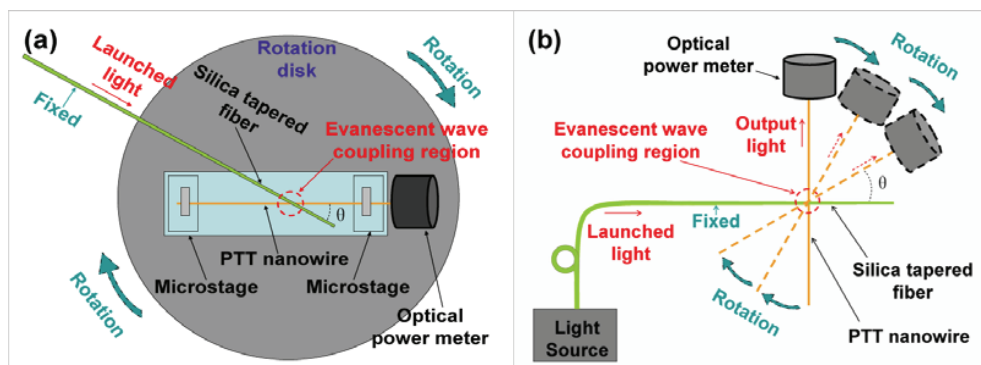 (a)
Launched
light
Fixed
Rotation
disk
Silica tapered
fiber
Rotation
Evanescent wave
coupling region
θ
PTT nanowire
Microstage
Microstage
Rotation
Optical
power meter
(b)
Optical
power meter
Rotation
Evanescent wave
coupling region
Output
light
θ
Fixed
Launched
light
Silica tapered
fiber
Rotation
PTT nanowire
Light
Source